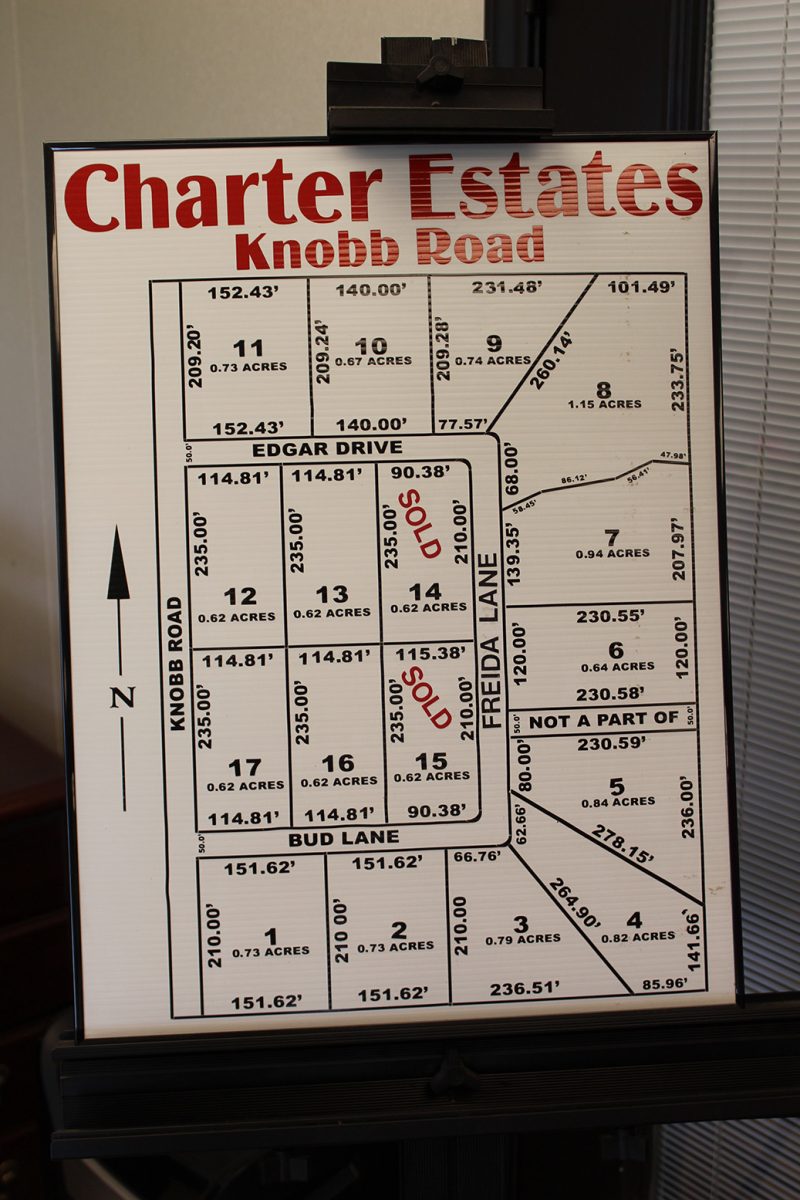 Charter Estates
Knobb Road
152.43' 140.00' 231.48' 101.49'
209.20' 11 0.73 ACRES
209.24' 10 0.67 ACRES
209.28' 9 0.74 ACRES
260.14'
8
1.15 ACRES
233.75'
152.43' 140.00' 77.57'
50.0' EDGAR DRIVE
68.00'
58.45' 86.12' 56.41' 47.98'
114.81' 114.81' 90.38'
235.00' 235.00' 235.00' SOLD 210.00'
139.35' 7 207.97'
0.94 ACRES
12 13 14
0.62 ACRES 0.62 ACRES 0.62 ACRES
KNOBB ROAD
FREIDA LANE
N
230.55'
120.00' 6 120.00'
0.64 ACRES
230.58'
114.81' 114.81' 115.38'
235.00' 235.00' 235.00' SOLD 210.00'
50.0' NOT A PART OF 50.0'
230.59'
17 16 15
0.62 ACRES 0.62 ACRES 0.62 ACRES
80.00' 5 236.00'
0.84 ACRES
114.81' 114.81' 90.38'
62.66' 278.15'
50.0' BUD LANE
151.62' 151.62' 66.76'
210.00' 1 0.73 ACRES
210 00' 2 0.73 ACRES
210.00 3 0.79 ACRES
264.90' 4 0.82 ACRES
141.66'
151.62' 151.62' 236.51' 85.96'